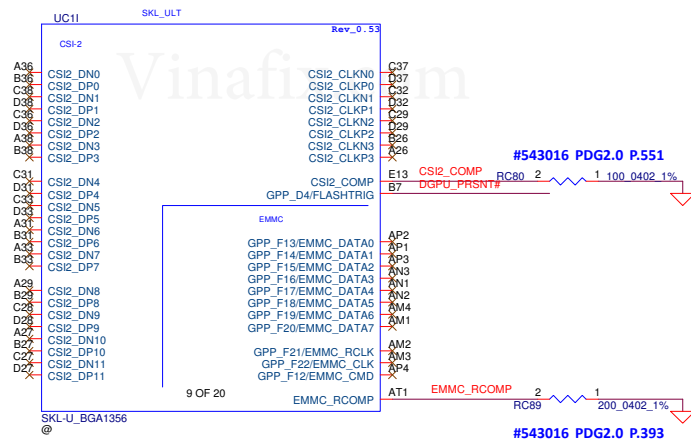 UC1I
SKL_ULT
Rev_0.53
CSI-2
Vinafix.com
A36 CSI2_DN0 CSI2_CLKN0 C37
B36 CSI2_DP0 CSI2_CLKP0 D37
C38 CSI2_DN1 CSI2_CLKN1 C32
D38 CSI2_DP1 CSI2_CLKP1 D32
C36 CSI2_DN2 CSI2_CLKN2 C29
D36 CSI2_DP2 CSI2_CLKP2 D29
A38 CSI2_DN3 CSI2_CLKN3 B26
B38 CSI2_DP3 CSI2_CLKP3 A26
#543016 PDG2.0 P.551
C31 CSI2_DN4 CSI2_COMP E13 CSI2_COMP RC80 2 1 100_0402_1%
D31 CSI2_DP4 GPP_D4/FLASHTRIG B7 DGPU_PRSNT#
C33 CSI2_DN5
D33 CSI2_DP5
EMMC
A31 CSI2_DN6
B31 CSI2_DP6 GPP_F13/EMMC_DATA0 AP2
A33 CSI2_DN7 GPP_F14/EMMC_DATA1 AP1
B33 CSI2_DP7 GPP_F15/EMMC_DATA2 AP3
GPP_F16/EMMC_DATA3 AN3
A29 CSI2_DN8 GPP_F17/EMMC_DATA4 AN1
B29 CSI2_DP8 GPP_F18/EMMC_DATA5 AN2
C28 CSI2_DN9 GPP_F19/EMMC_DATA6 AM4
D28 CSI2_DP9 GPP_F20/EMMC_DATA7 AM1
A27 CSI2_DN10
B27 CSI2_DP10 GPP_F21/EMMC_RCLK AM2
C27 CSI2_DN11 GPP_F22/EMMC_CLK AM3
D27 CSI2_DP11 GPP_F12/EMMC_CMD AP4
9 OF 20
EMMC_RCOMP AT1 EMMC_RCOMP RC89 2 1 200_0402_1%
SKL-U_BGA1356
@
#543016 PDG2.0 P.393